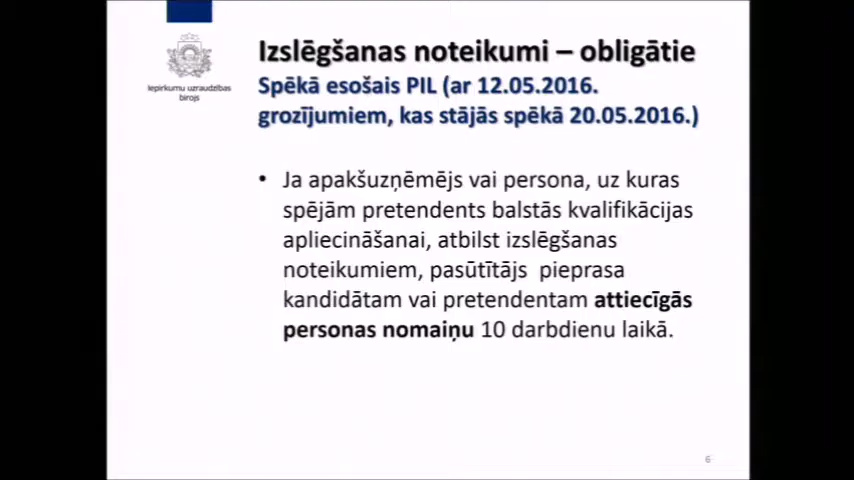 Izslēgšanas noteikumi – obligātie
Spēkā esošais PIL (ar 12.05.2016.
grozījumiem, kas stājās spēkā 20.05.2016.)
Iepirkumu uzraudzības
birojs
• Ja apakšuzņēmējs vai persona, uz kuras
spējām pretendents balstās kvalifikācijas
apliecināšanai, atbilst izslēgšanas
noteikumiem, pasūtītājs pieprasa
kandidātam vai pretendentam attiecīgās
personas nomaiņu 10 darbdienu laikā.
6